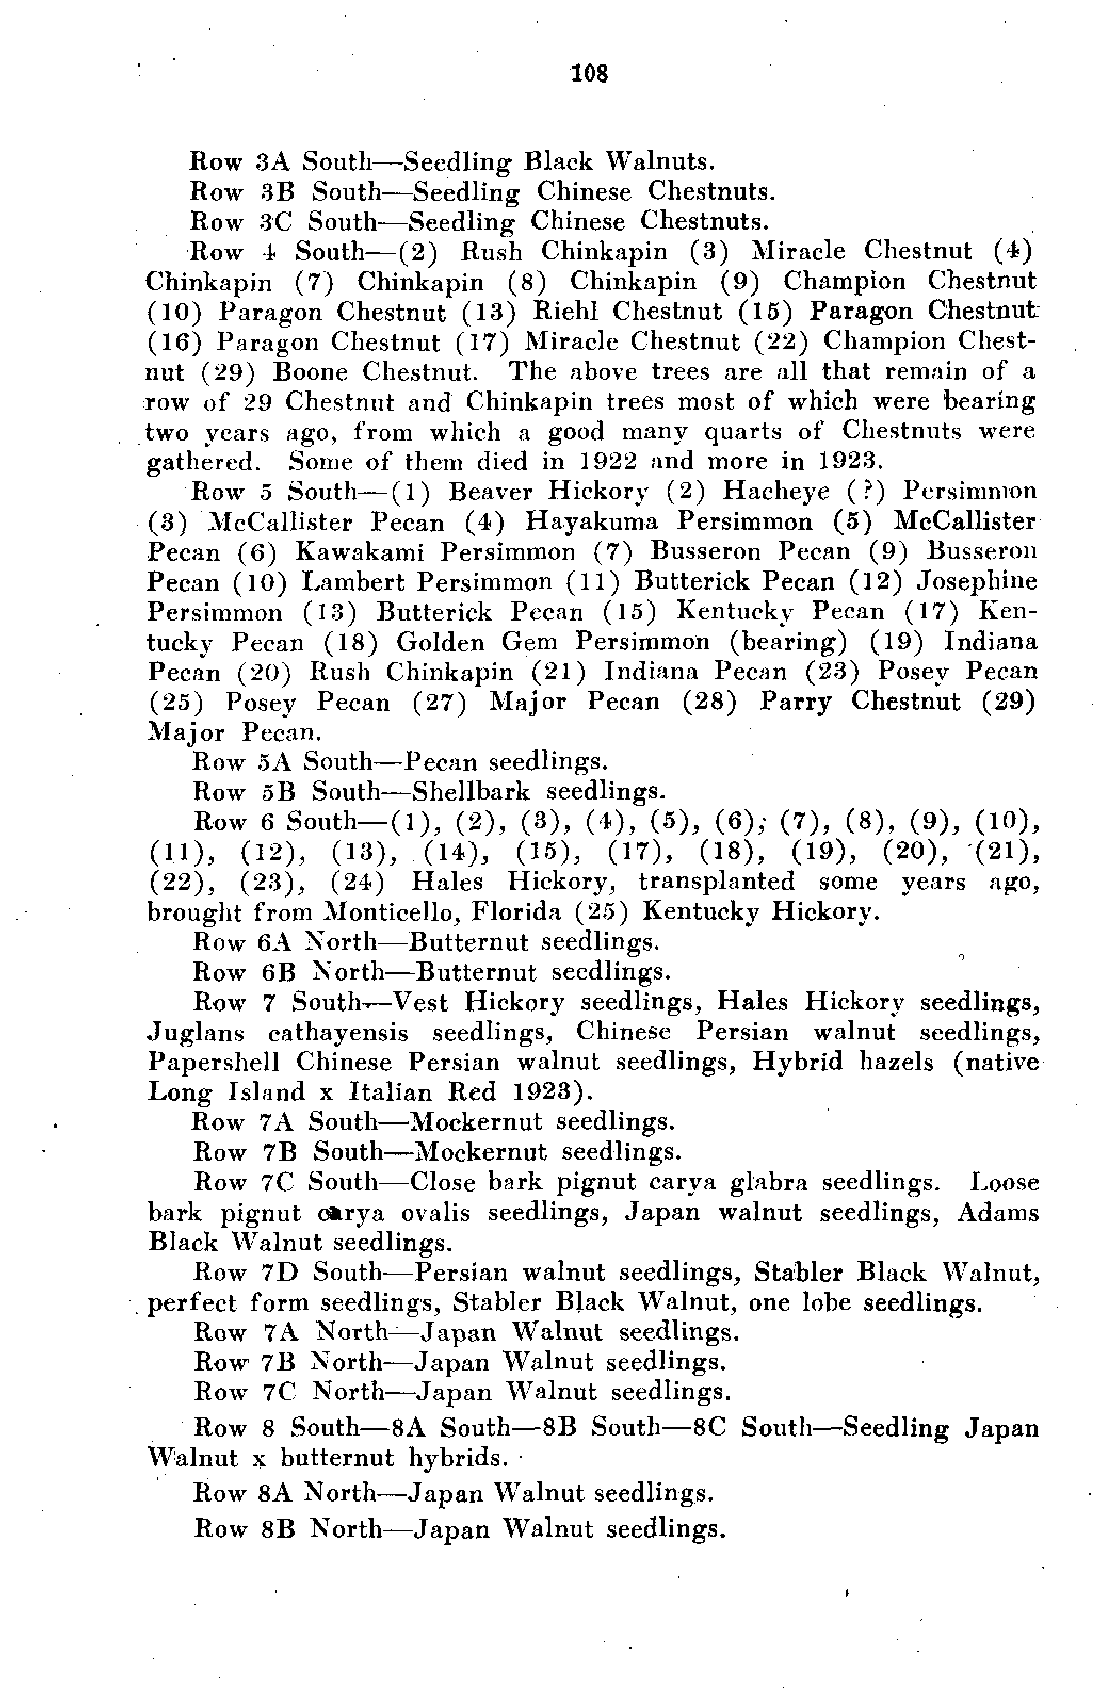 108
Row 3A South—Seedling Black Walnuts.
Row 3B South—Seedling Chinese Chestnuts.
Row 3C South—Seedling Chinese Chestnuts.
Row 4 South—(2) Rush Chinkapin (3) Miracle Chestnut (4)
Chinkapin (7) Chinkapin (8) Chinkapin (9) Champion Chestnut
(10) Paragon Chestnut (13) Riehl Chestnut (15) Paragon Chestnut
(16) Paragon Chestnut (17) Miracle Chestnut (22) Champion Chest-
nut (29) Boone Chestnut. The above trees are all that remain of a
row of 29 Chestnut and Chinkapin trees most of which were bearing
two years ago, from which a good many quarts of Chestnuts were
gathered. Some of them died in 1922 and more in 1923.
Row 5 South—(1) Beaver Hickory (2) Hacheye (?) Persimmon
(3) McCallister Pecan (4) Hayakuma Persimmon (5) McCallister
Pecan (6) Kawakami Persimmon (7) Busseron Pecan (9) Busseron
Pecan (10) Lambert Persimmon (11) Butterick Pecan (12) Josephine
Persimmon (13) Butterick Pecan (15) Kentucky Pecan (17) Ken-
tucky Pecan (18) Golden Gem Persimmon (bearing) (19) Indiana
Pecan (20) Rush Chinkapin (21) Indiana Pecan (23) Posey Pecan
(25) Posey Pecan (27) Major Pecan (28) Parry Chestnut (29)
Major Pecan.
Row 5A South—Pecan seedlings.
Row 5B South—Shellbark seedlings.
Row 6 South—(1), (2), (3), (4), (5), (6), (7), (8), (9), (10),
(11), (12), (13), (14), (15), (17), (18), (19), (20), (21),
(22), (23), (24) Hales Hickory, transplanted some years ago,
brought from Monticello, Florida (25) Kentucky Hickory.
Row 6A North—Butternut seedlings.
Row 6B North—Butternut seedlings.
Row 7 South—Vest Hickory seedlings, Hales Hickory seedlings,
Juglans cathayensis seedlings, Chinese Persian walnut seedlings,
Papershell Chinese Persian walnut seedlings, Hybrid hazels (native
Long Island x Italian Red 1923).
Row 7A South—Mockernut seedlings.
Row 7B South—Mockernut seedlings.
Row 7C South—Close bark pignut carya glabra seedlings. Loose
bark pignut carya ovalis seedlings, Japan walnut seedlings, Adams
Black Walnut seedlings.
Row 7D South—Persian walnut seedlings, Stabler Black Walnut,
perfect form seedlings, Stabler Black Walnut, one lobe seedlings.
Row 7A North—Japan Walnut seedlings.
Row 7B North—Japan Walnut seedlings.
Row 7C North—Japan Walnut seedlings.
Row 8 South—8A South—8B South—8C South—Seedling Japan
Walnut x butternut hybrids.
Row 8A North—Japan Walnut seedlings.
Row 8B North—Japan Walnut seedlings.